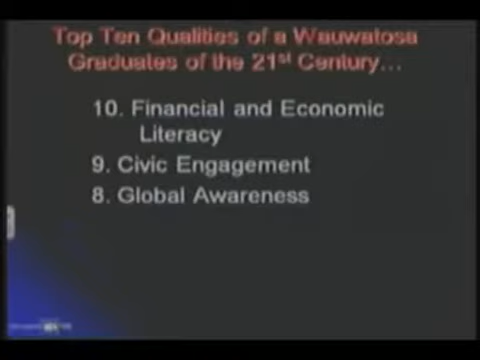 Top Ten Qualities of a Wauwatosa
Graduates of the 21st Century...
10. Financial and Economic
Literacy
9. Civic Engagement
8. Global Awareness